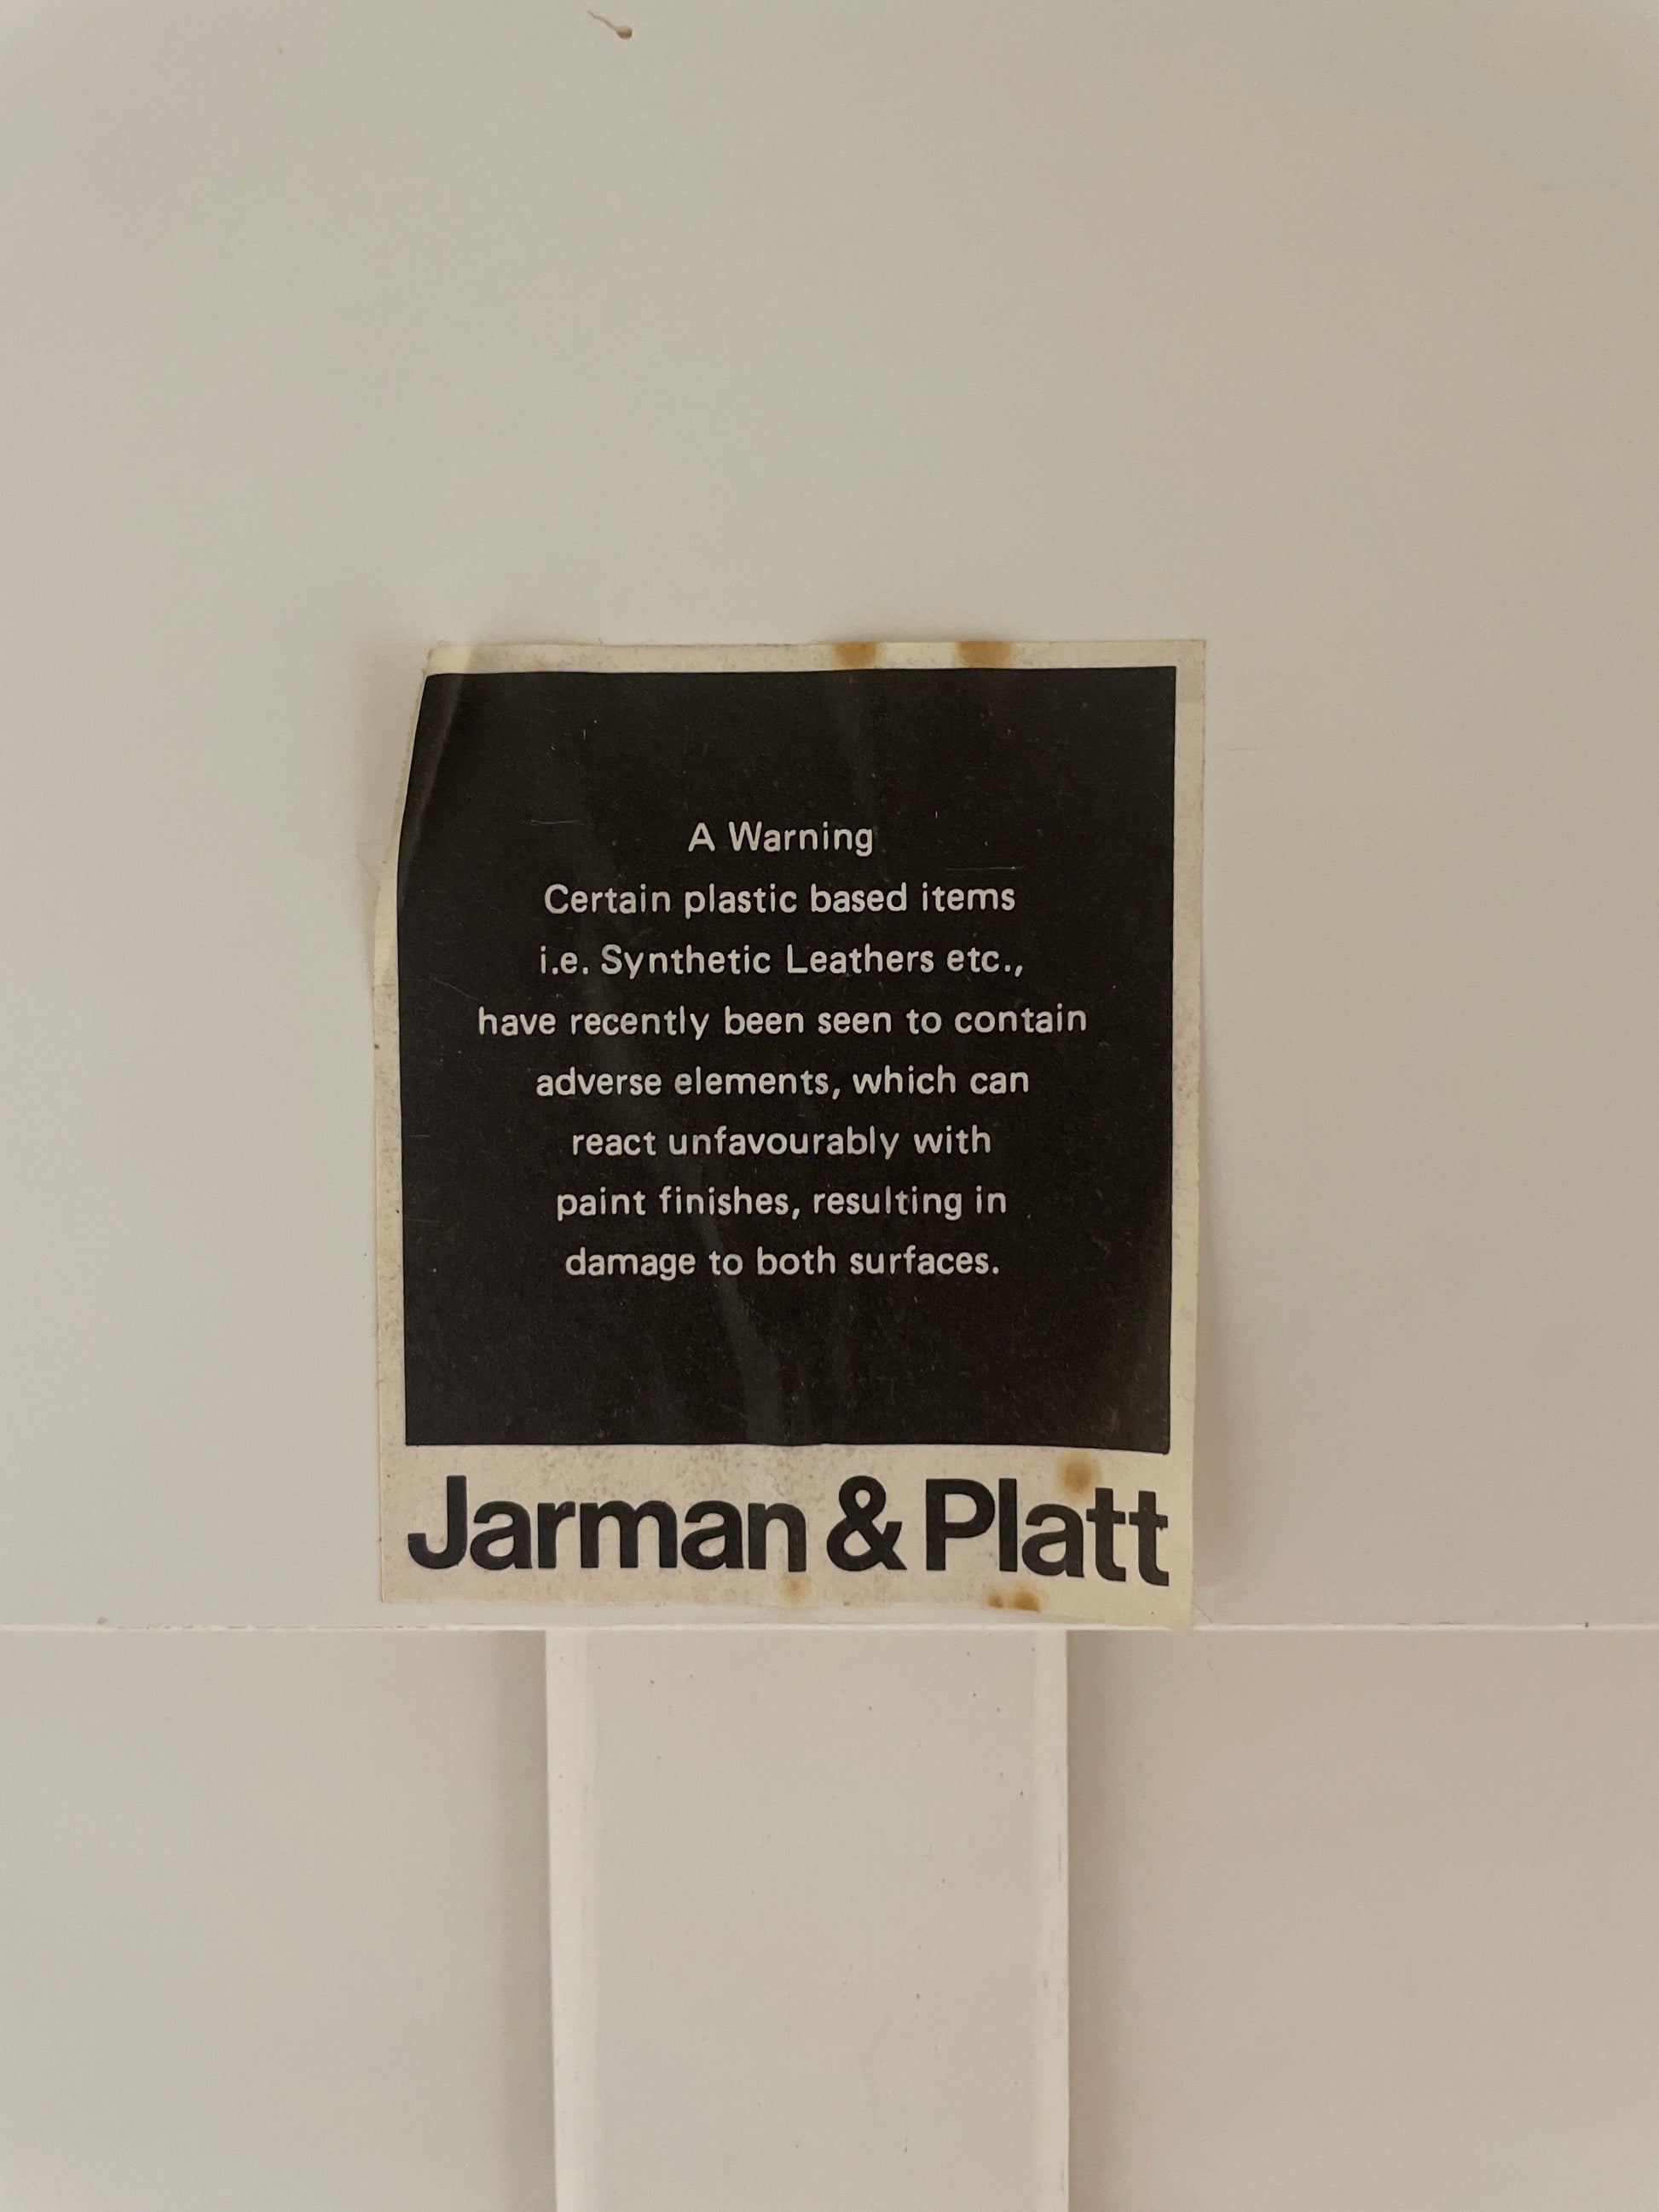 A Warning
Certain plastic based items
i.e. Synthetic Leathers etc.,
have recently been seen to contain
adverse elements, which can
react unfavourably with
paint finishes, resulting in
damage to both surfaces.
Jarman & Platt